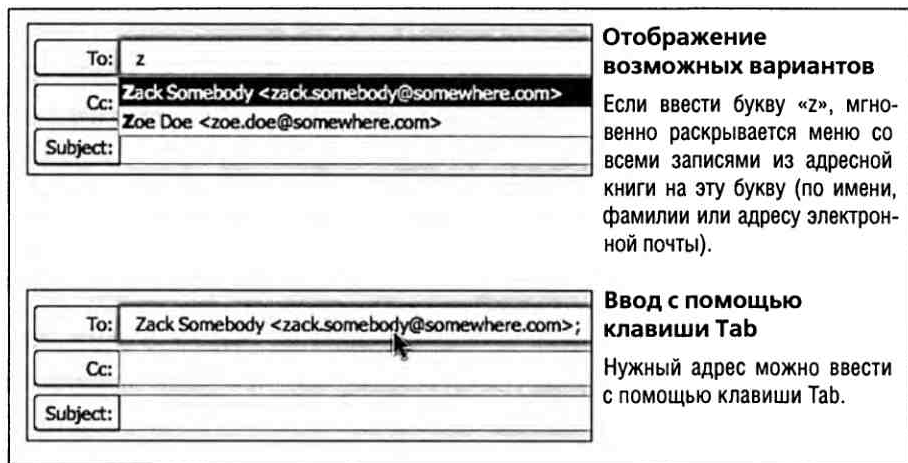 To: z
Cc: Zack Somebody <zack.somebody@somewhere.com>
Zoe Doe <zoe.doe@somewhere.com>
Subject:
Отображение
возможных вариантов
Если ввести букву «z», мгно-
венно раскрывается меню со
всеми записями из адресной
книги на эту букву (по имени,
фамилии или адресу электрон-
ной почты).
To: Zack Somebody <zack.somebody@somewhere.com>;
Cc:
Subject:
Ввод с помощью
клавиши Tab
Нужный адрес можно ввести
с помощью клавиши Tab.